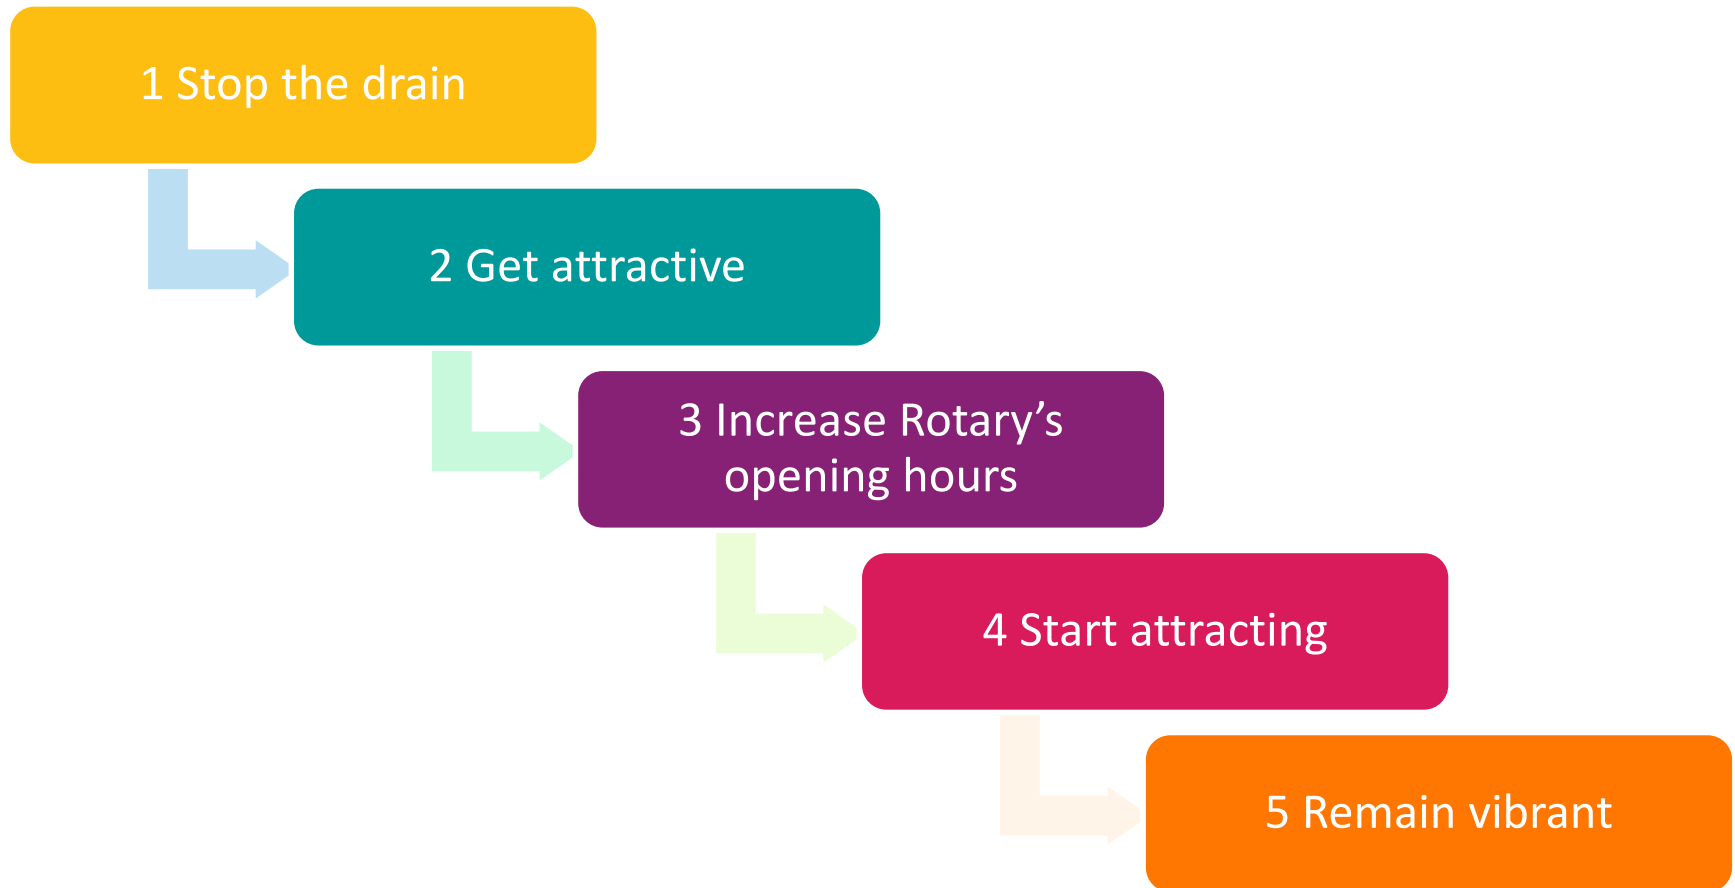 1 Stop the drain
2 Get attractive
3 Increase Rotary’s
opening hours
4 Start attracting
5 Remain vibrant